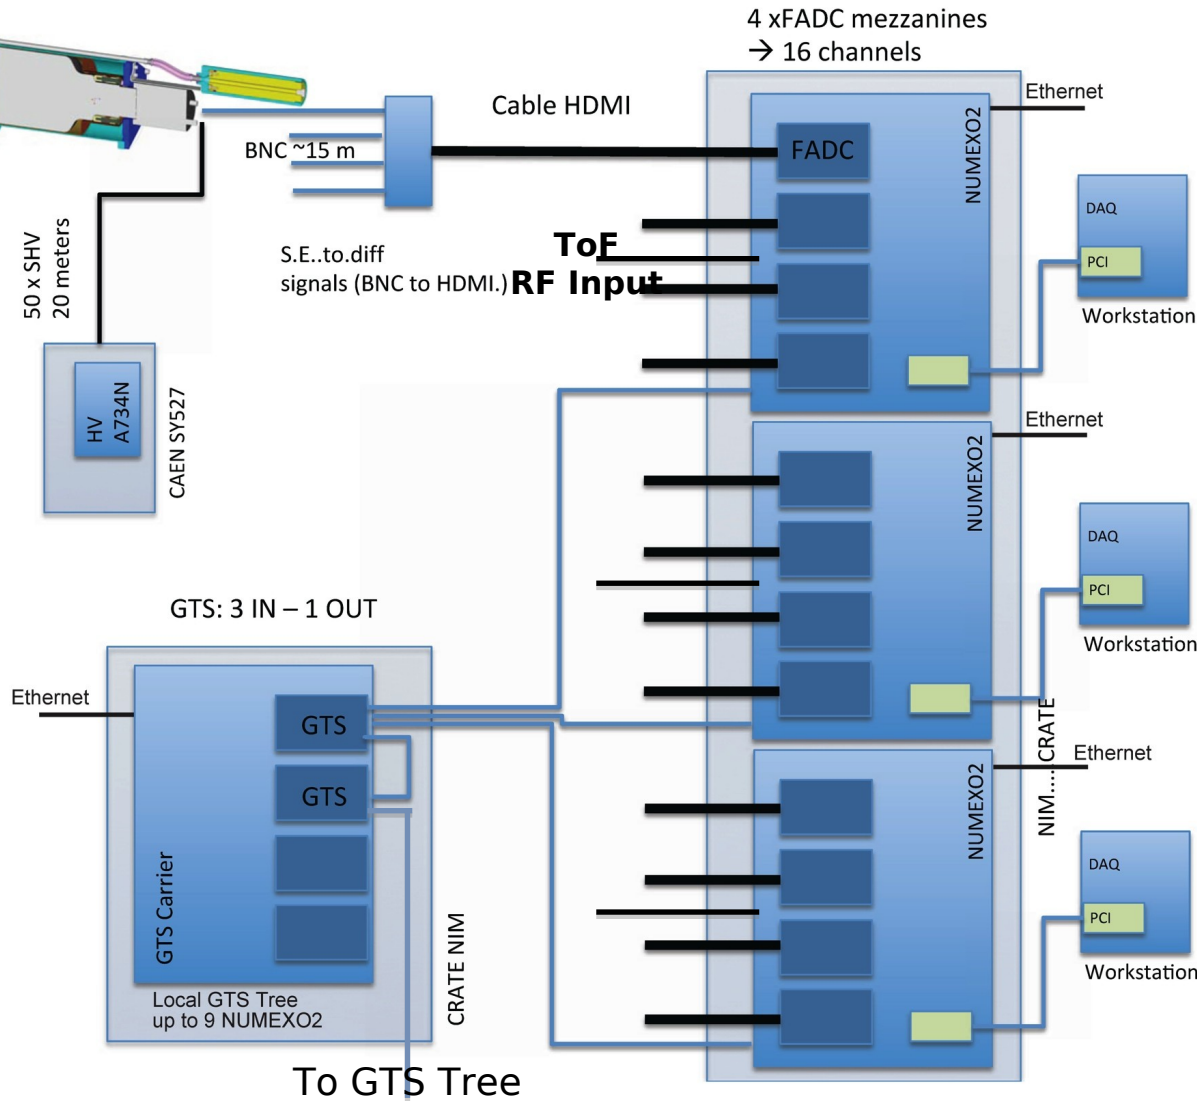 4 xFADC mezzanines
→ 16 channels
Ethernet
Cable HDMI
BNC ~15 m
FADC
NUMEXO2
DAQ
PCI
Workstation
50 x SHV
20 meters
S.E..to.diff
signals (BNC to HDMI.)
ToF
RF Input
HV
A734N
CAEN SY527
Ethernet
NUMEXO2
DAQ
PCI
Workstation
GTS: 3 IN – 1 OUT
Ethernet
GTS
GTS
GTS Carrier
Local GTS Tree
up to 9 NUMEXO2
CRATE NIM
To GTS Tree
NIM....CRATE
Ethernet
NUMEXO2
DAQ
PCI
Workstation